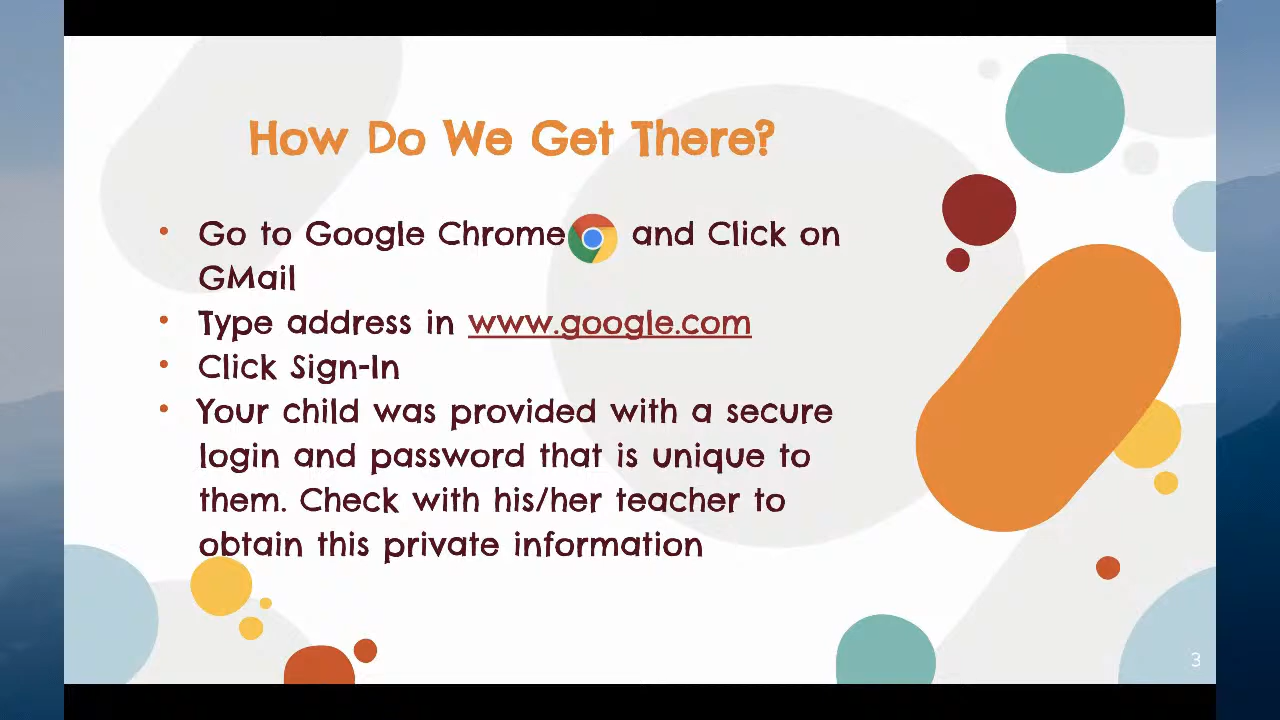 How Do We Get There?
• Go to Google Chrome and Click on
GMail
• Type address in www.google.com
• Click Sign-In
• Your child was provided with a secure
login and password that is unique to
them. Check with his/her teacher to
obtain this private information
3